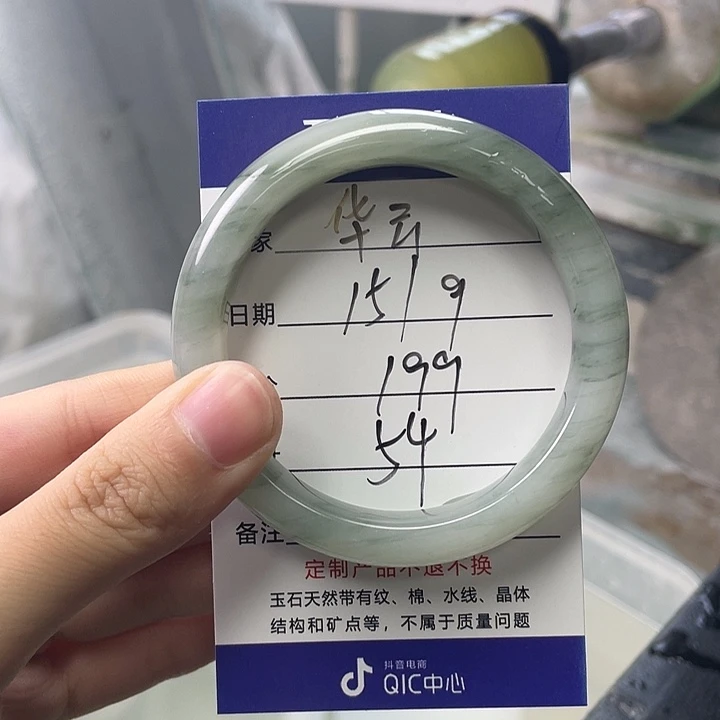 家 华云
日期 15/9
199
54
备注
定制产品不退不换
玉石天然带有纹、棉、水线、晶体
结构和矿点等，不属于质量问题
抖音电商
QIC中心